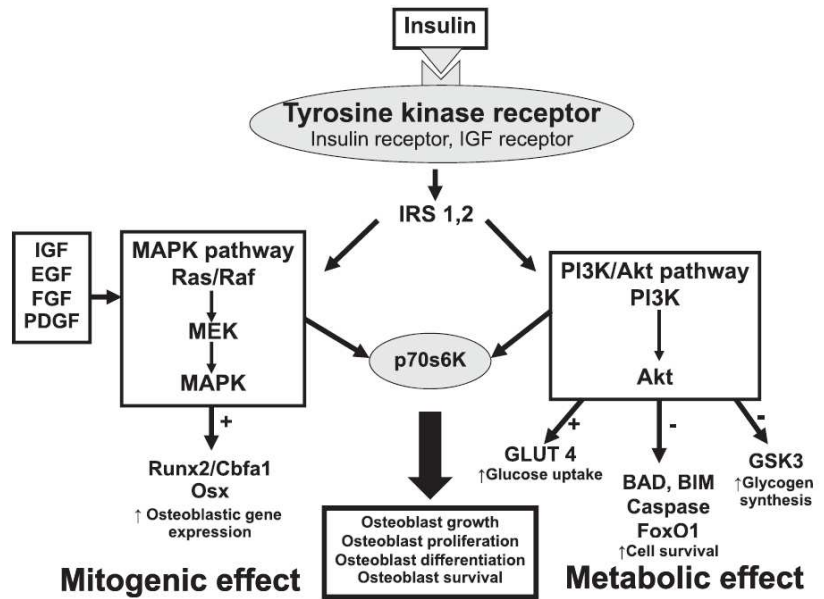 Insulin
Tyrosine kinase receptor
Insulin receptor, IGF receptor
IRS 1,2
IGF
EGF
FGF
PDGF
MAPK pathway
Ras/Raf
MEK
MAPK
+
Runx2/Cbfa1
Osx
↑ Osteoblastic gene
expression
Mitogenic effect
p70s6K
Osteoblast growth
Osteoblast proliferation
Osteoblast differentiation
Osteoblast survival
PI3K/Akt pathway
PI3K
Akt
+
GLUT 4
↑Glucose uptake
-
BAD, BIM
Caspase
FoxO1
↑Cell survival
-
GSK3
↑Glycogen
synthesis
Metabolic effect